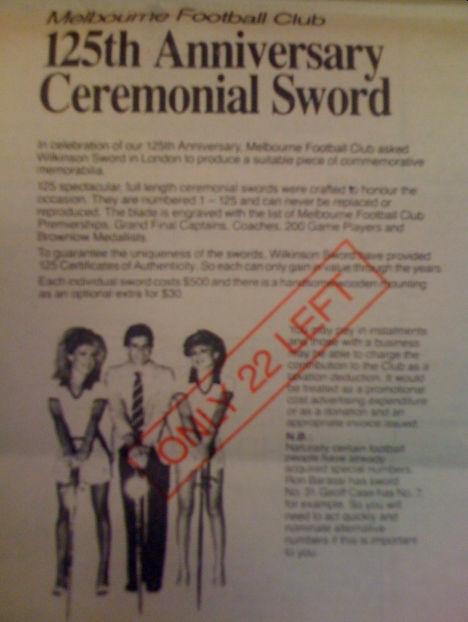 Melbourne Football Club
125th Anniversary
Ceremonial Sword
In celebration of our 125th Anniversary, Melbourne Football Club asked
Wilkinson Sword in London to produce a suitable piece of commemorative
memorabilia.
125 spectacular, full length ceremonial swords were crafted to honour the
occasion. They are numbered 1 – 125 and can never be replaced or
reproduced. The blade is engraved with the list of Melbourne Football Club
Premierships, Grand Final Captains, Coaches, 200 Game Players and
Brownlow Medallists.
To guarantee the uniqueness of the swords, Wilkinson Sword have provided
125 Certificates of Authenticity. So each can only gain in value through the years.
Each individual sword costs $500 and there is a handsome wooden mounting
as an optional extra for $30.
ONLY 22 LEFT
You may pay in instalments
and those with a business
may be able to charge the
contribution to the Club as a
taxation deduction. It would
be treated as a promotional
cost advertising expenditure
or as a donation and an
appropriate invoice issued.
N.B.:
Naturally certain football
people have already
acquired special numbers.
Ron Barassi has sword
No. 31. Geoff Case has No. 7,
for example. So you will
need to act quickly and
nominate alternative
numbers if this is important
to you.